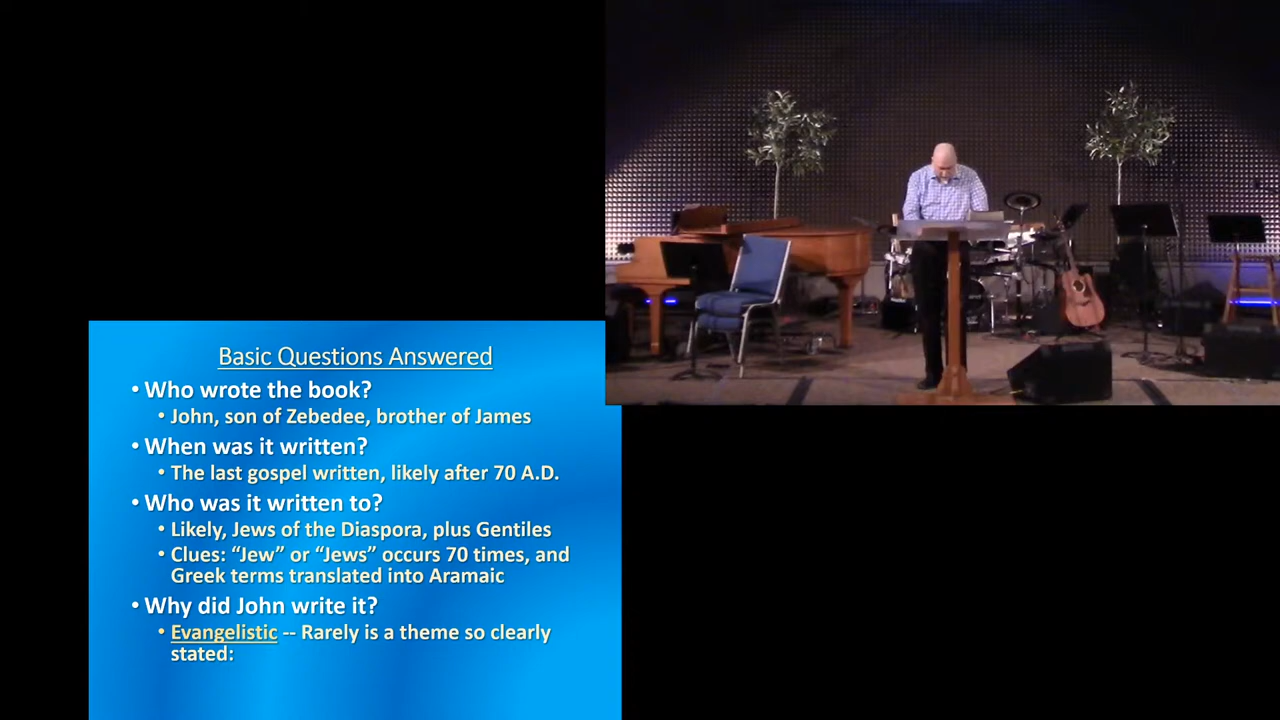 Basic Questions Answered
• Who wrote the book?
• John, son of Zebedee, brother of James
• When was it written?
• The last gospel written, likely after 70 A.D.
• Who was it written to?
• Likely, Jews of the Diaspora, plus Gentiles
• Clues: “Jew” or “Jews” occurs 70 times, and
Greek terms translated into Aramaic
• Why did John write it?
• Evangelistic -- Rarely is a theme so clearly
stated: